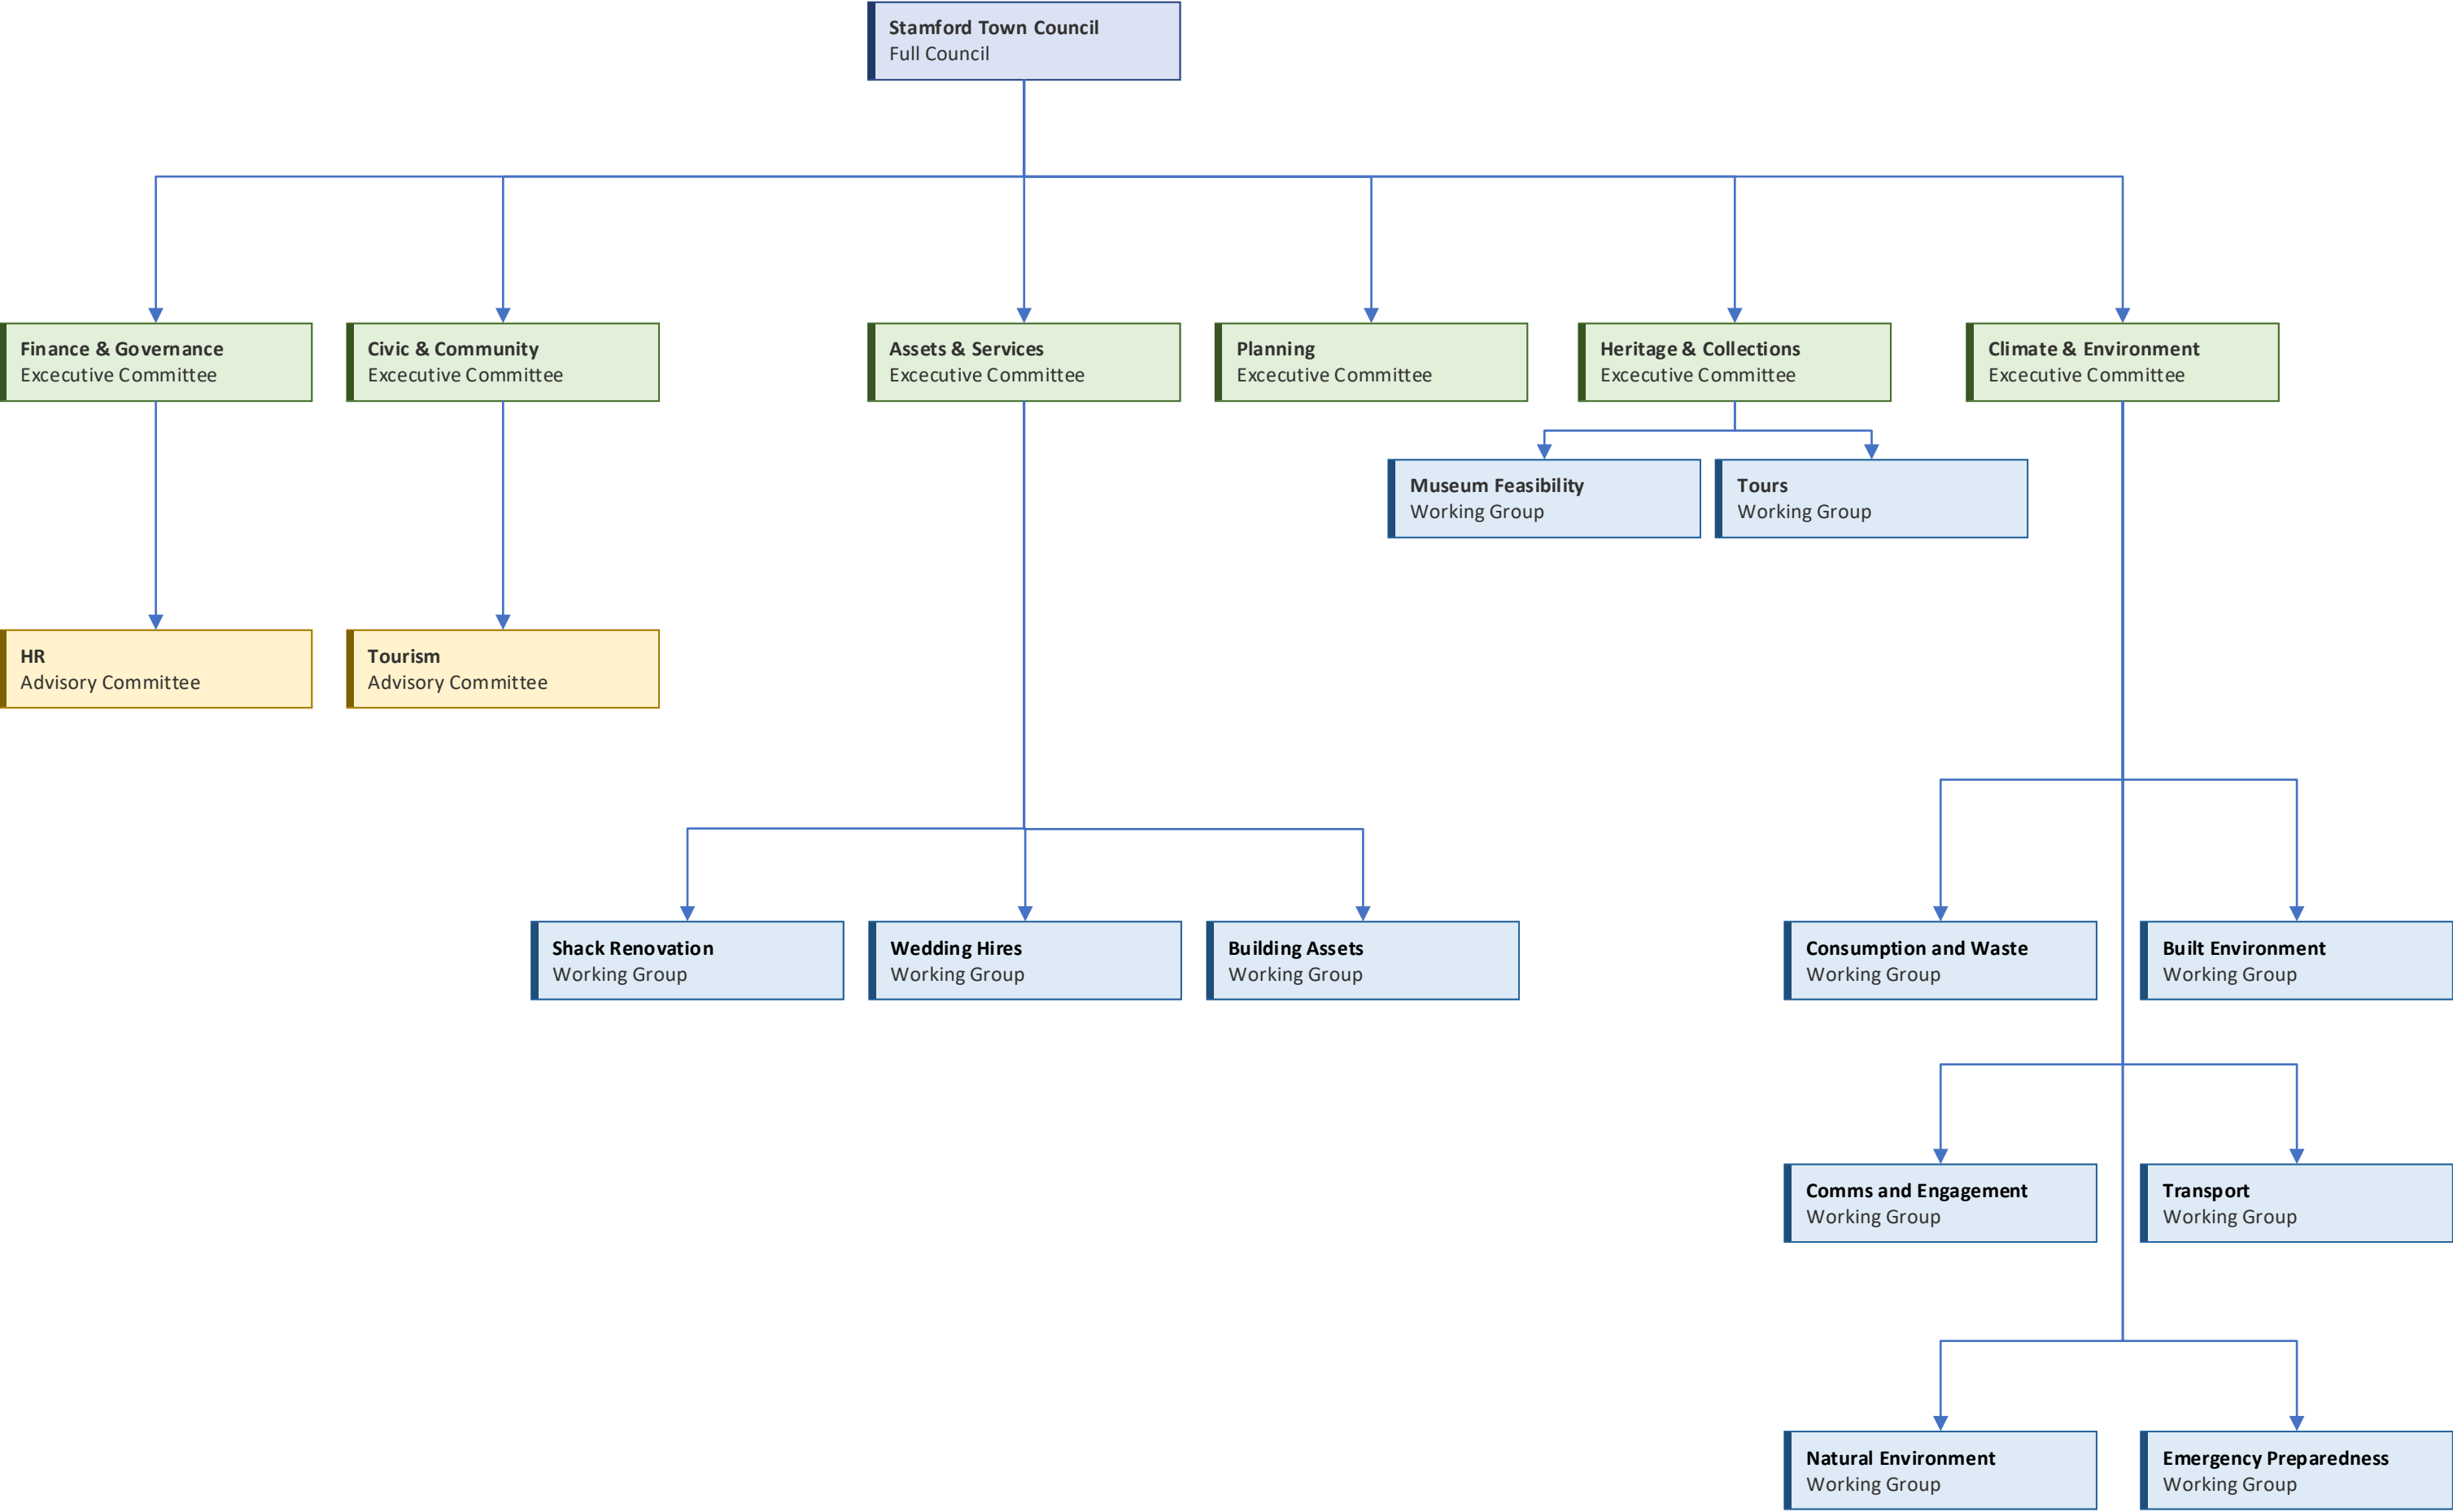 Stamford Town Council
Full Council
Finance & Governance
Excecutive Committee
Civic & Community
Excecutive Committee
Assets & Services
Excecutive Committee
Planning
Excecutive Committee
Heritage & Collections
Excecutive Committee
Climate & Environment
Excecutive Committee
Museum Feasibility
Working Group
Tours
Working Group
HR
Advisory Committee
Tourism
Advisory Committee
Shack Renovation
Working Group
Wedding Hires
Working Group
Building Assets
Working Group
Consumption and Waste
Working Group
Built Environment
Working Group
Comms and Engagement
Working Group
Transport
Working Group
Natural Environment
Working Group
Emergency Preparedness
Working Group